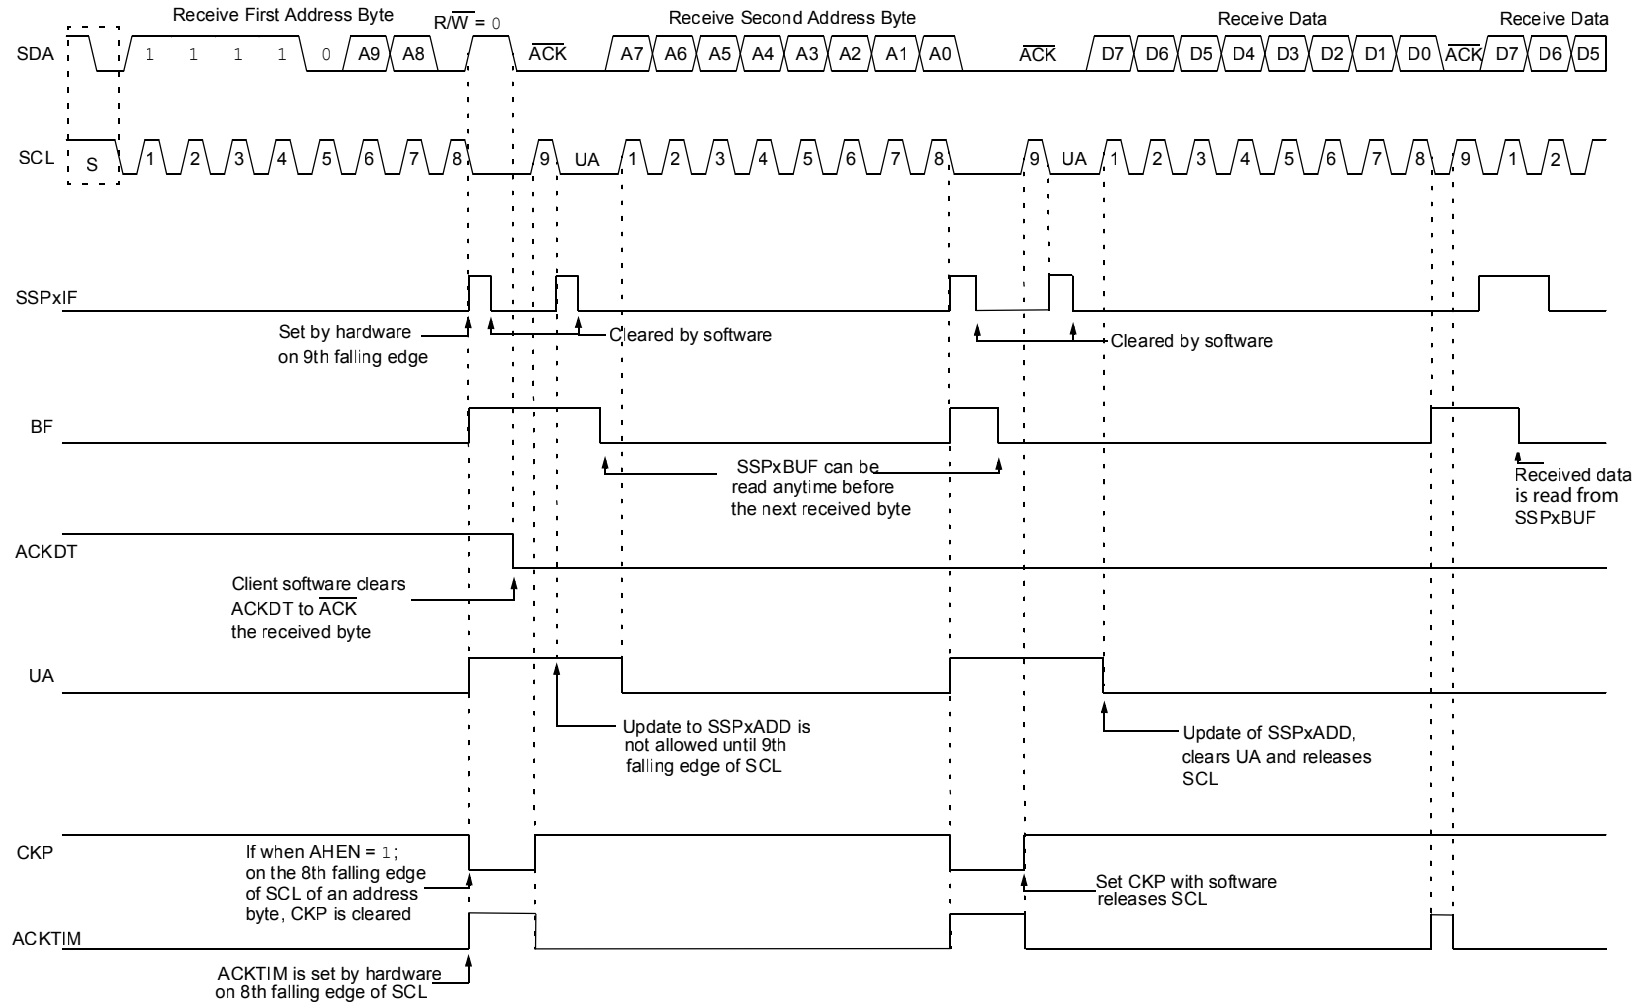 Receive First Address Byte
R/W = 0
Receive Second Address Byte
Receive Data
Receive Data
SDA
1 1 1 1 0 A9 A8
ACK
A7 A6 A5 A4 A3 A2 A1 A0
ACK
D7 D6 D5 D4 D3 D2 D1 D0
ACK
D7 D6 D5
SCL
S
1 2 3 4 5 6 7 8 9
UA
1 2 3 4 5 6 7 8 9
UA
1 2 3 4 5 6 7 8 9 1 2
SSPxIF
Set by hardware
on 9th falling edge
Cleared by software
Cleared by software
BF
SSPxBUF can be
read anytime before
the next received byte
Received data
is read from
SSPxBUF
ACKDT
Client software clears
ACKDT to ACK
the received byte
UA
Update to SSPxADD is
not allowed until 9th
falling edge of SCL
Update of SSPxADD,
clears UA and releases
SCL
CKP
If when AHEN = 1;
on the 8th falling edge
of SCL of an address
byte, CKP is cleared
Set CKP with software
releases SCL
ACKTIM
ACKTIM is set by hardware
on 8th falling edge of SCL